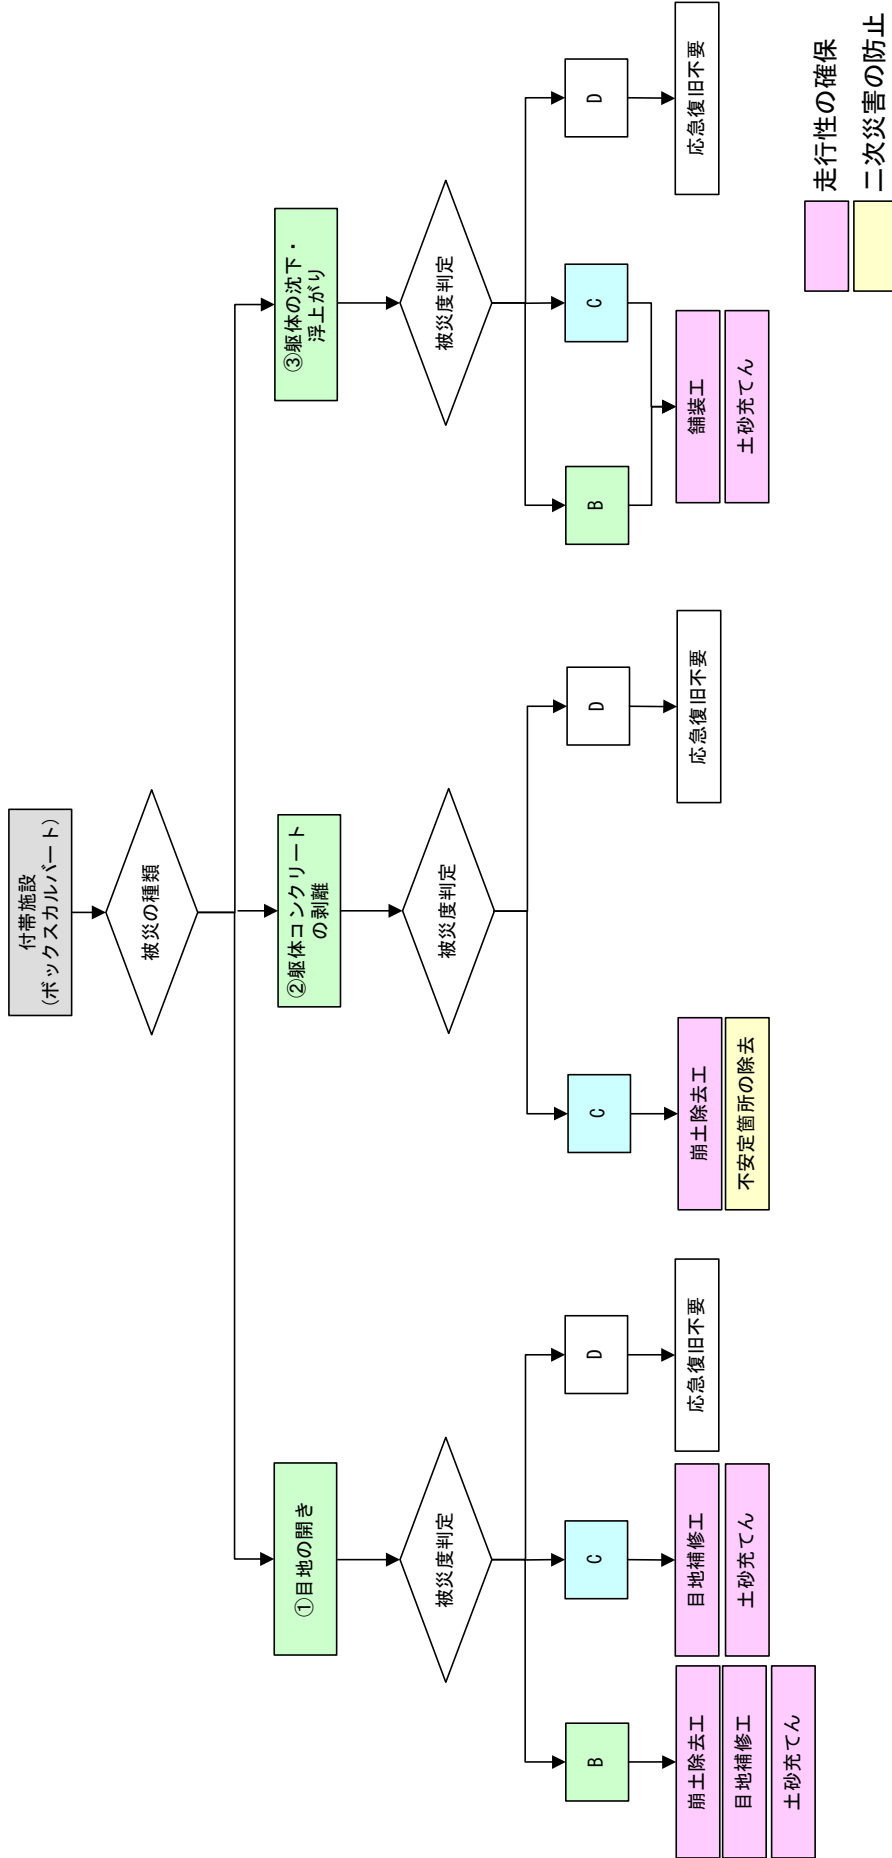 付帯施設
(ボックスカルバート)
被災の種類
①目地の開き
②躯体コンクリート
の剥離
③躯体の沈下・
浮上がり
被災度判定
被災度判定
被災度判定
B
C
D
C
D
B
C
D
崩土除去工
目地補修工
土砂充てん
目地補修工
土砂充てん
応急復旧不要
崩土除去工
不安定箇所の除去
応急復旧不要
舗装工
土砂充てん
応急復旧不要
走行性の確保
二次災害の防止